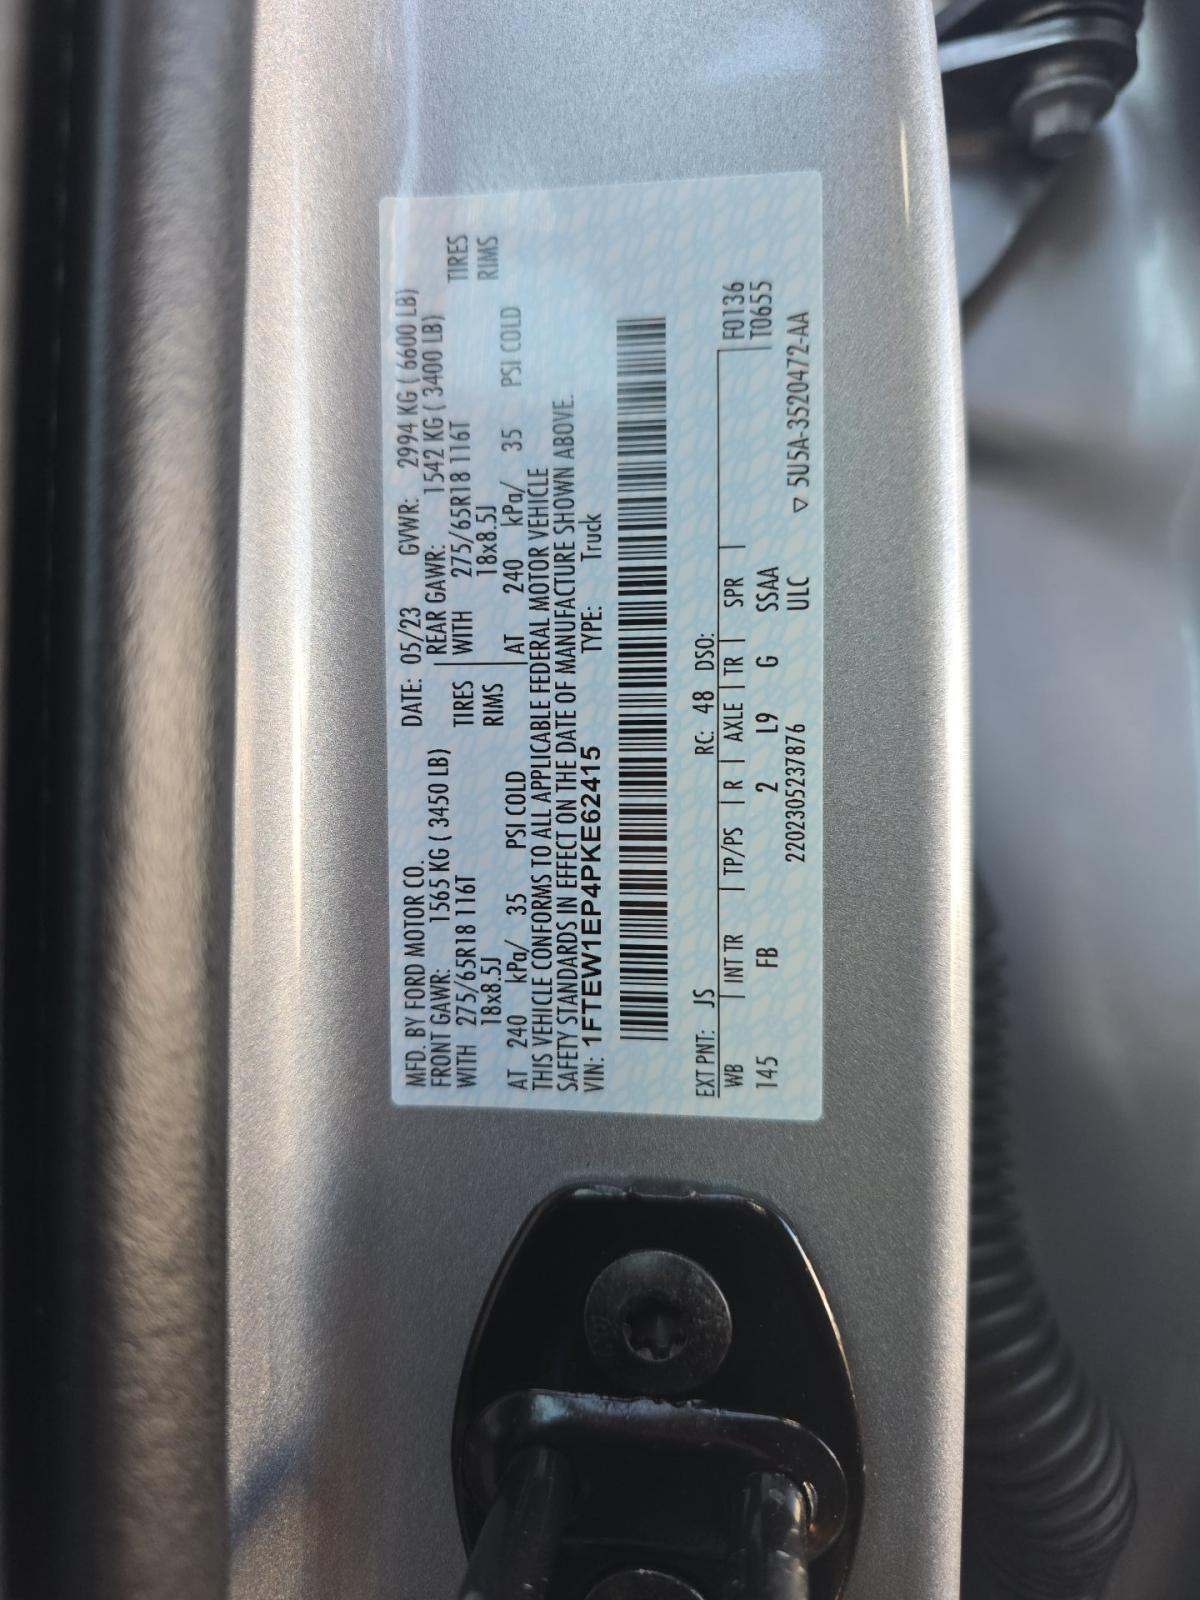 MFD. BY FORD MOTOR CO. DATE: 05/23 GVWR: 2994 KG ( 6600 LB)
FRONT GAWR: 1565 KG ( 3450 LB) REAR GAWR: 1542 KG ( 3400 LB)
WITH 275/65R18 116T TIRES WITH 275/65R18 116T TIRES
18x8.5J RIMS 18x8.5J RIMS
AT 240 kPa/ 35 PSI COLD AT 240 kPa/ 35 PSI COLD
THIS VEHICLE CONFORMS TO ALL APPLICABLE FEDERAL MOTOR VEHICLE
SAFETY STANDARDS IN EFFECT ON THE DATE OF MANUFACTURE SHOWN ABOVE.
VIN: 1FTEW1EP4PKE62415 TYPE: Truck
EXT PNT: JS RC: 48 DSO:
WB INT TR TP/PS R AXLE TR SPR F0136
145 FB 2 L9 G SSAA T0655
2202305237876 ULC ▽ 5U5A-3520472-AA